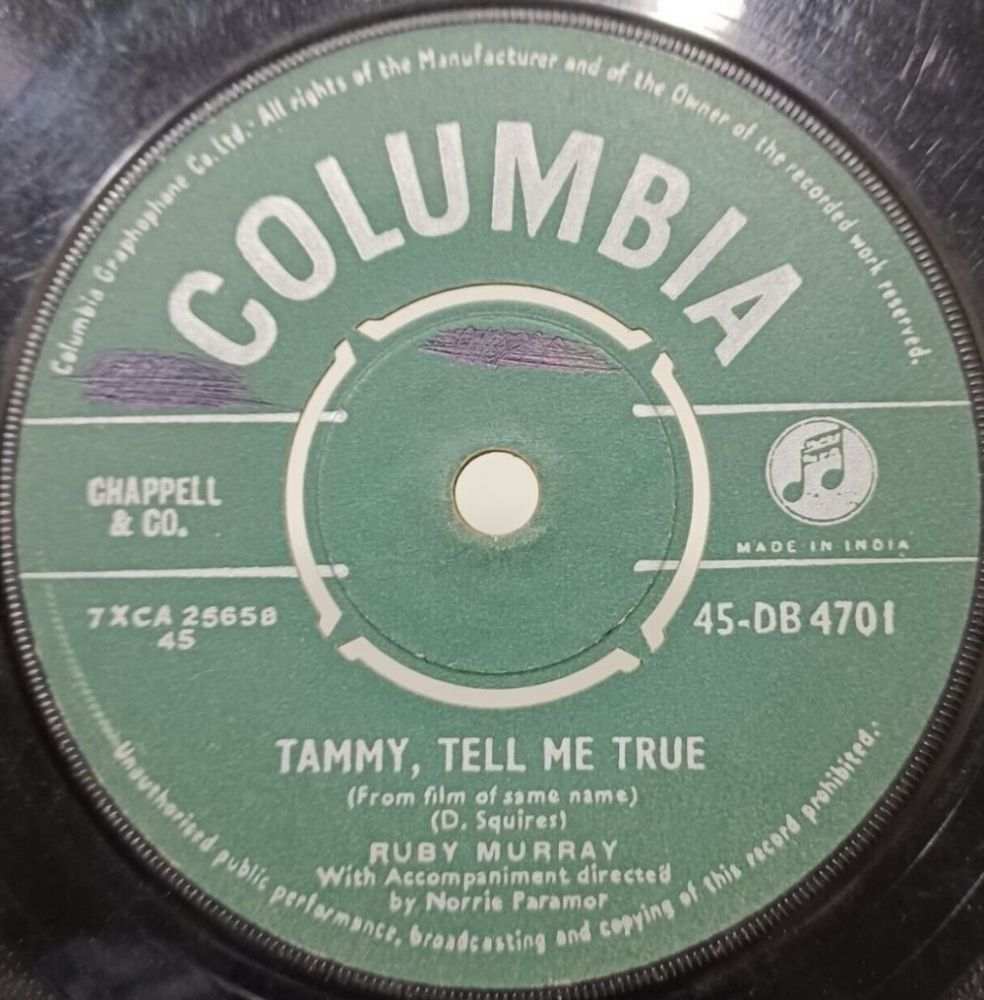 Columbia Graphophone Co. Ltd. · All rights of the Manufacturer and of the Owner of the recorded work reserved.
COLUMBIA
CHAPPELL
& CO.
MADE IN INDIA
7XCA 25658
45
45-DB 4701
TAMMY, TELL ME TRUE
(From film of same name)
(D. Squires)
RUBY MURRAY
With Accompaniment directed
by Norrie Paramor
Unauthorised public performance, broadcasting and copying of this record prohibited.